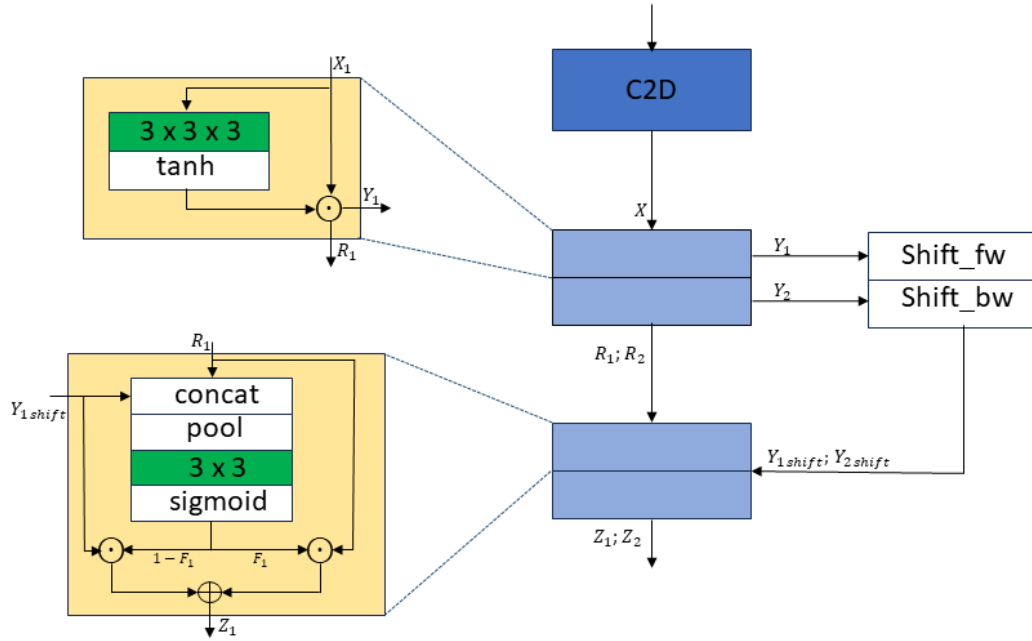 X₁
3 x 3 x 3
tanh
Y₁
R₁
C2D
X
Y₁
Shift_fw
Y₂
Shift_bw
R₁; R₂
R₁
Y₁shift
concat
pool
3 x 3
sigmoid
1 − F₁
F₁
Z₁
Y₁shift; Y₂shift
Z₁; Z₂